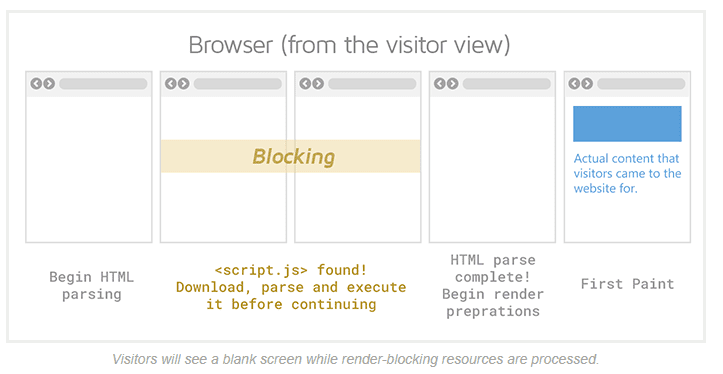 Browser (from the visitor view)
Blocking
Actual content that
visitors came to the
website for.
Begin HTML
parsing
<script.js> found!
Download, parse and execute
it before continuing
HTML parse
complete!
Begin render
preprations
First Paint
Visitors will see a blank screen while render-blocking resources are processed.